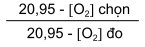 20,95 - [O₂] chọn
20,95 - [O₂] đo